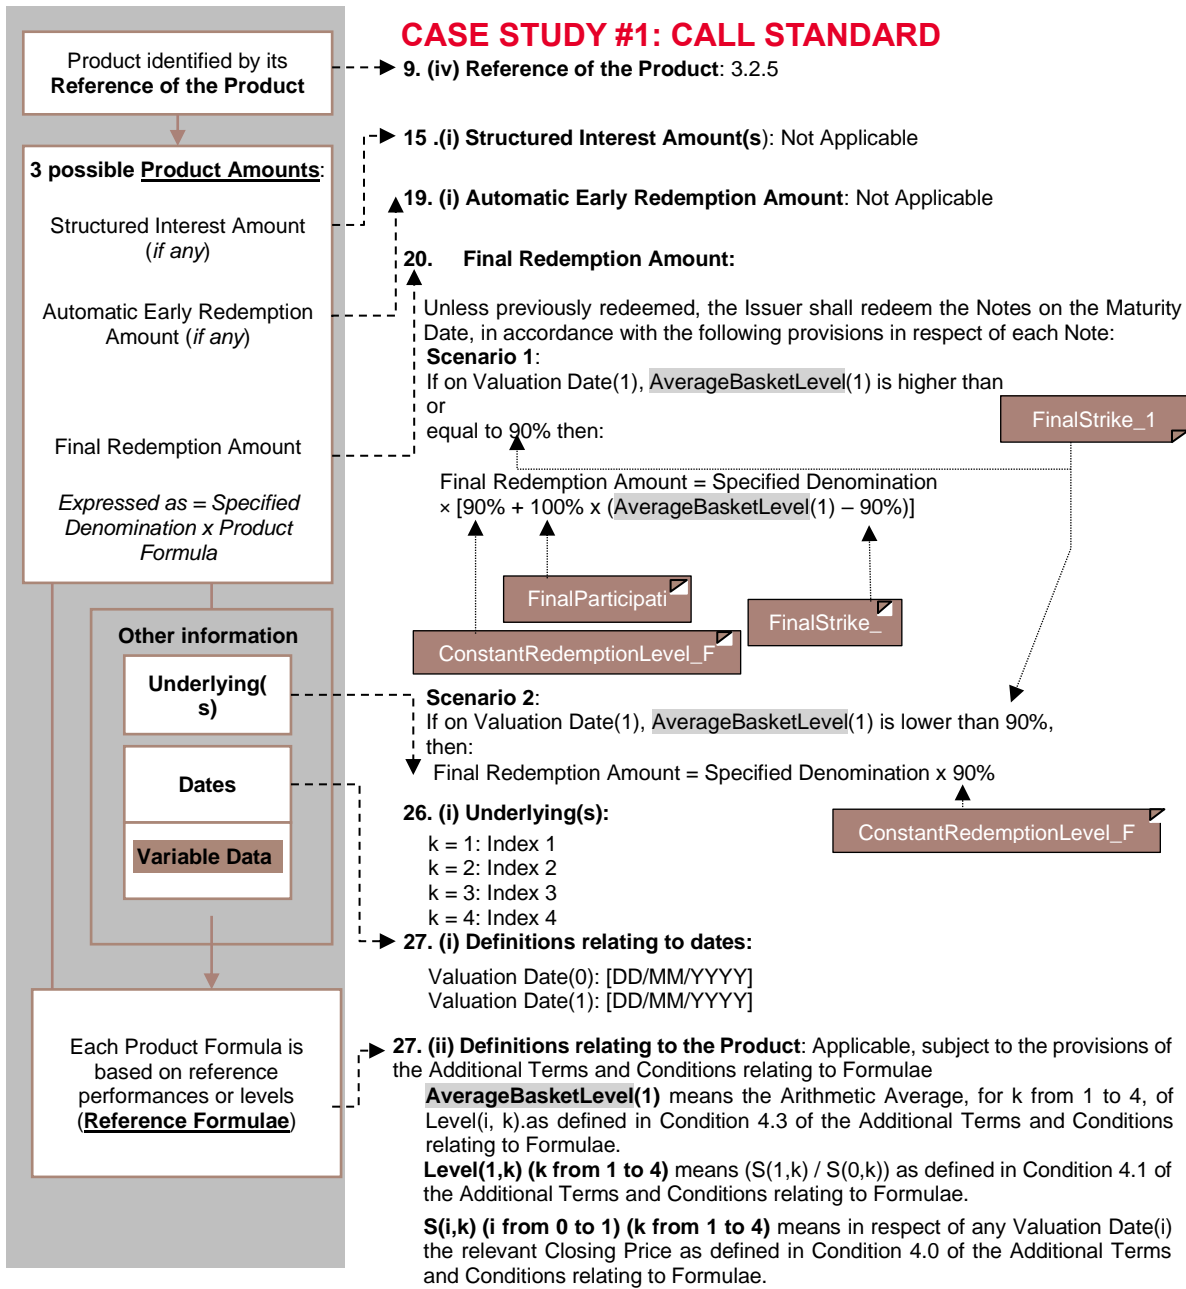 CASE STUDY #1: CALL STANDARD
Product identified by its
Reference of the Product
9. (iv) Reference of the Product: 3.2.5
15 .(i) Structured Interest Amount(s): Not Applicable
3 possible Product Amounts:
19. (i) Automatic Early Redemption Amount: Not Applicable
Structured Interest Amount
(if any)
20. Final Redemption Amount:
Automatic Early Redemption
Amount (if any)
Unless previously redeemed, the Issuer shall redeem the Notes on the Maturity
Date, in accordance with the following provisions in respect of each Note:
Scenario 1:
If on Valuation Date(1), AverageBasketLevel(1) is higher than
or
equal to 90% then:
FinalStrike_1
Final Redemption Amount
Expressed as = Specified
Denomination x Product
Formula
Final Redemption Amount = Specified Denomination
× [90% + 100% x (AverageBasketLevel(1) – 90%)]
FinalParticipati
FinalStrike_
ConstantRedemptionLevel_F
Other information
Underlying(
s)
Dates
Variable Data
Scenario 2:
If on Valuation Date(1), AverageBasketLevel(1) is lower than 90%,
then:
Final Redemption Amount = Specified Denomination x 90%
ConstantRedemptionLevel_F
26. (i) Underlying(s):
k = 1: Index 1
k = 2: Index 2
k = 3: Index 3
k = 4: Index 4
27. (i) Definitions relating to dates:
Valuation Date(0): [DD/MM/YYYY]
Valuation Date(1): [DD/MM/YYYY]
Each Product Formula is
based on reference
performances or levels
(Reference Formulae)
27. (ii) Definitions relating to the Product: Applicable, subject to the provisions of
the Additional Terms and Conditions relating to Formulae
AverageBasketLevel(1) means the Arithmetic Average, for k from 1 to 4, of
Level(i, k).as defined in Condition 4.3 of the Additional Terms and Conditions
relating to Formulae.
Level(1,k) (k from 1 to 4) means (S(1,k) / S(0,k)) as defined in Condition 4.1 of
the Additional Terms and Conditions relating to Formulae.
S(i,k) (i from 0 to 1) (k from 1 to 4) means in respect of any Valuation Date(i)
the relevant Closing Price as defined in Condition 4.0 of the Additional Terms
and Conditions relating to Formulae.